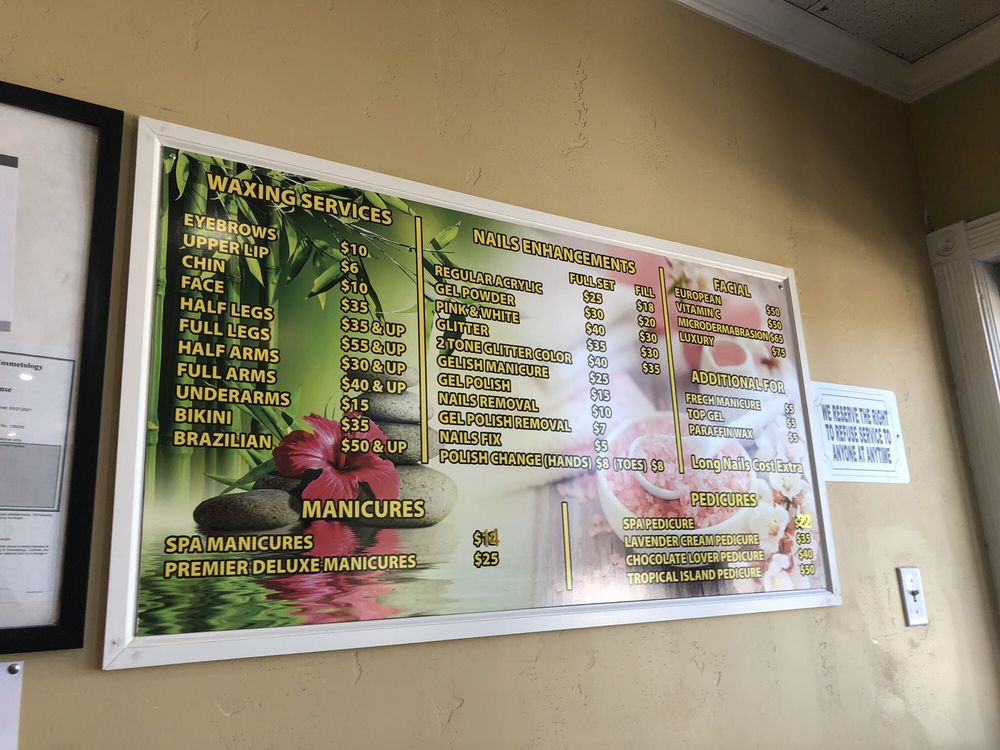 WAXING SERVICES
EYEBROWS $10
UPPER LIP $6
CHIN $10
FACE $35
HALF LEGS $35 & UP
FULL LEGS $55 & UP
HALF ARMS $30 & UP
FULL ARMS $40 & UP
UNDERARMS $15
BIKINI $35
BRAZILIAN $50 & UP
NAILS ENHANCEMENTS
FULL SET FILL
REGULAR ACRYLIC $25 $18
GEL POWDER $30 $20
PINK & WHITE $40 $30
GLITTER $35 $30
2 TONE GLITTER COLOR $40 $35
GELISH MANICURE $25
GEL POLISH $15
NAILS REMOVAL $10
GEL POLISH REMOVAL $7
NAILS FIX $5
POLISH CHANGE (HANDS) $8 (TOES) $8
FACIAL
EUROPEAN $50
VITAMIN C $50
MICRODERMABRASION $65
LUXURY $75
ADDITIONAL FOR
FRECH MANICURE $5
TOP GEL $5
PARAFFIN WAX $5
Long Nails Cost Extra
MANICURES
SPA MANICURES $14
PREMIER DELUXE MANICURES $25
PEDICURES
SPA PEDICURE $22
LAVENDER CREAM PEDICURE $35
CHOCOLATE LOVER PEDICURE $40
TROPICAL ISLAND PEDICURE $50
WE RESERVE THE RIGHT
TO REFUSE SERVICE TO
ANYONE AT ANYTIME
Cosmetology